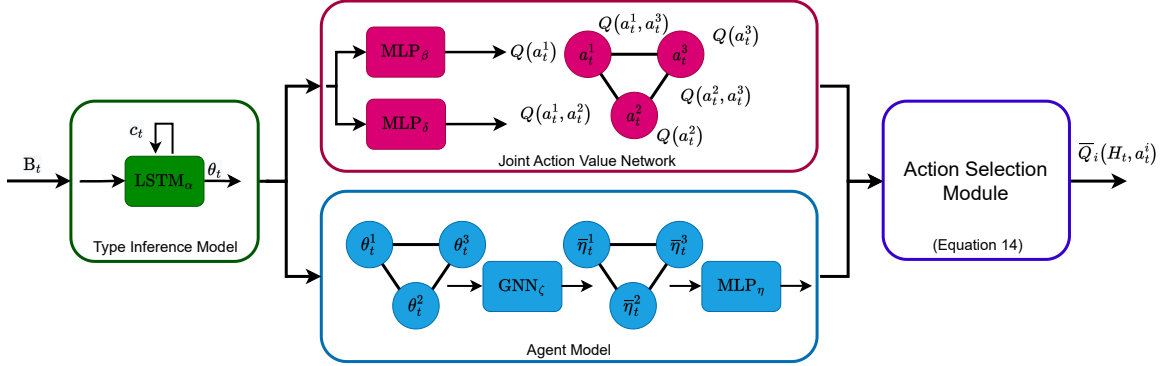 B_t
c_t
LSTM_α
θ_t
Type Inference Model
MLP_β
Q(a_t^1)
MLP_δ
Q(a_t^1, a_t^2)
Q(a_t^1, a_t^3)
Q(a_t^3)
a_t^1
a_t^3
Q(a_t^2, a_t^3)
a_t^2
Q(a_t^2)
Joint Action Value Network
θ_t^1
θ_t^3
θ_t^2
GNN_ζ
η̅_t^1
η̅_t^3
η̅_t^2
MLP_η
Agent Model
Action Selection
Module
(Equation 14)
Q̅_i(H_t, a_t^i)